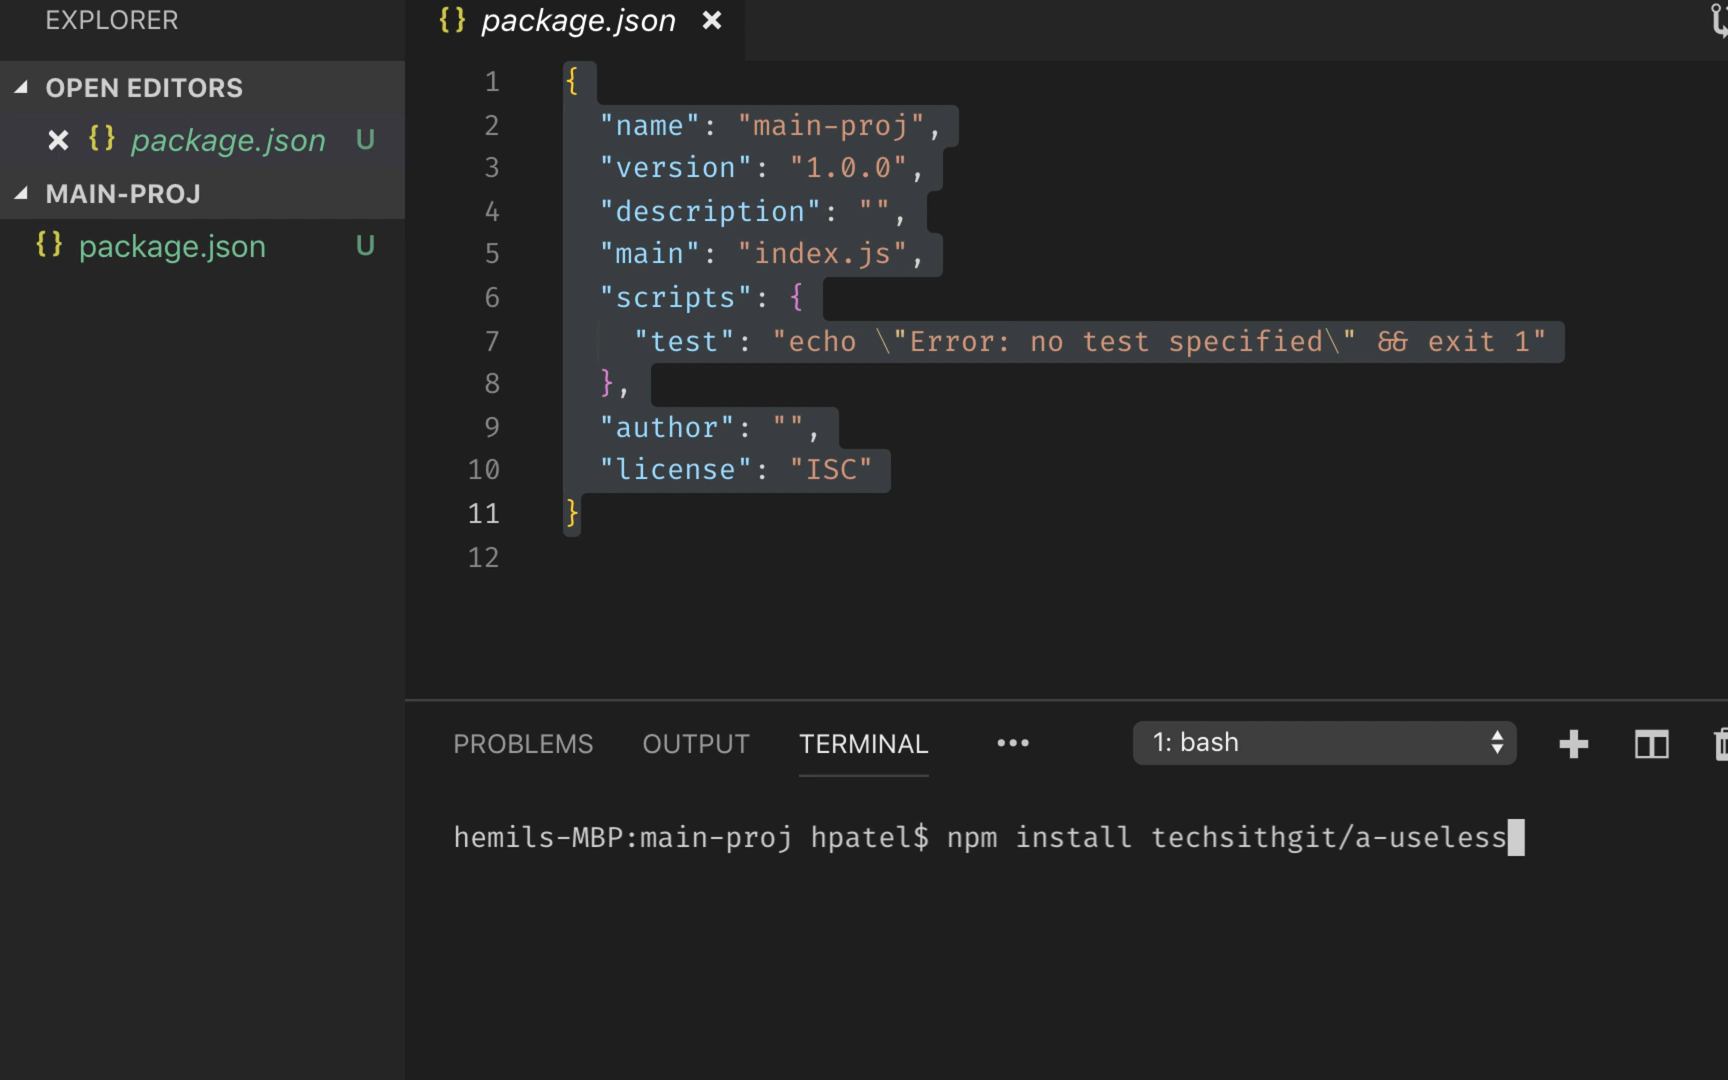 EXPLORER
OPEN EDITORS
{} package.json U
MAIN-PROJ
{} package.json U
{} package.json
1 {
2 "name": "main-proj",
3 "version": "1.0.0",
4 "description": "",
5 "main": "index.js",
6 "scripts": {
7 "test": "echo \"Error: no test specified\" && exit 1"
8 },
9 "author": "",
10 "license": "ISC"
11 }
12
PROBLEMS OUTPUT TERMINAL ••• 1: bash
hemils-MBP:main-proj hpatel$ npm install techsithgit/a-useless